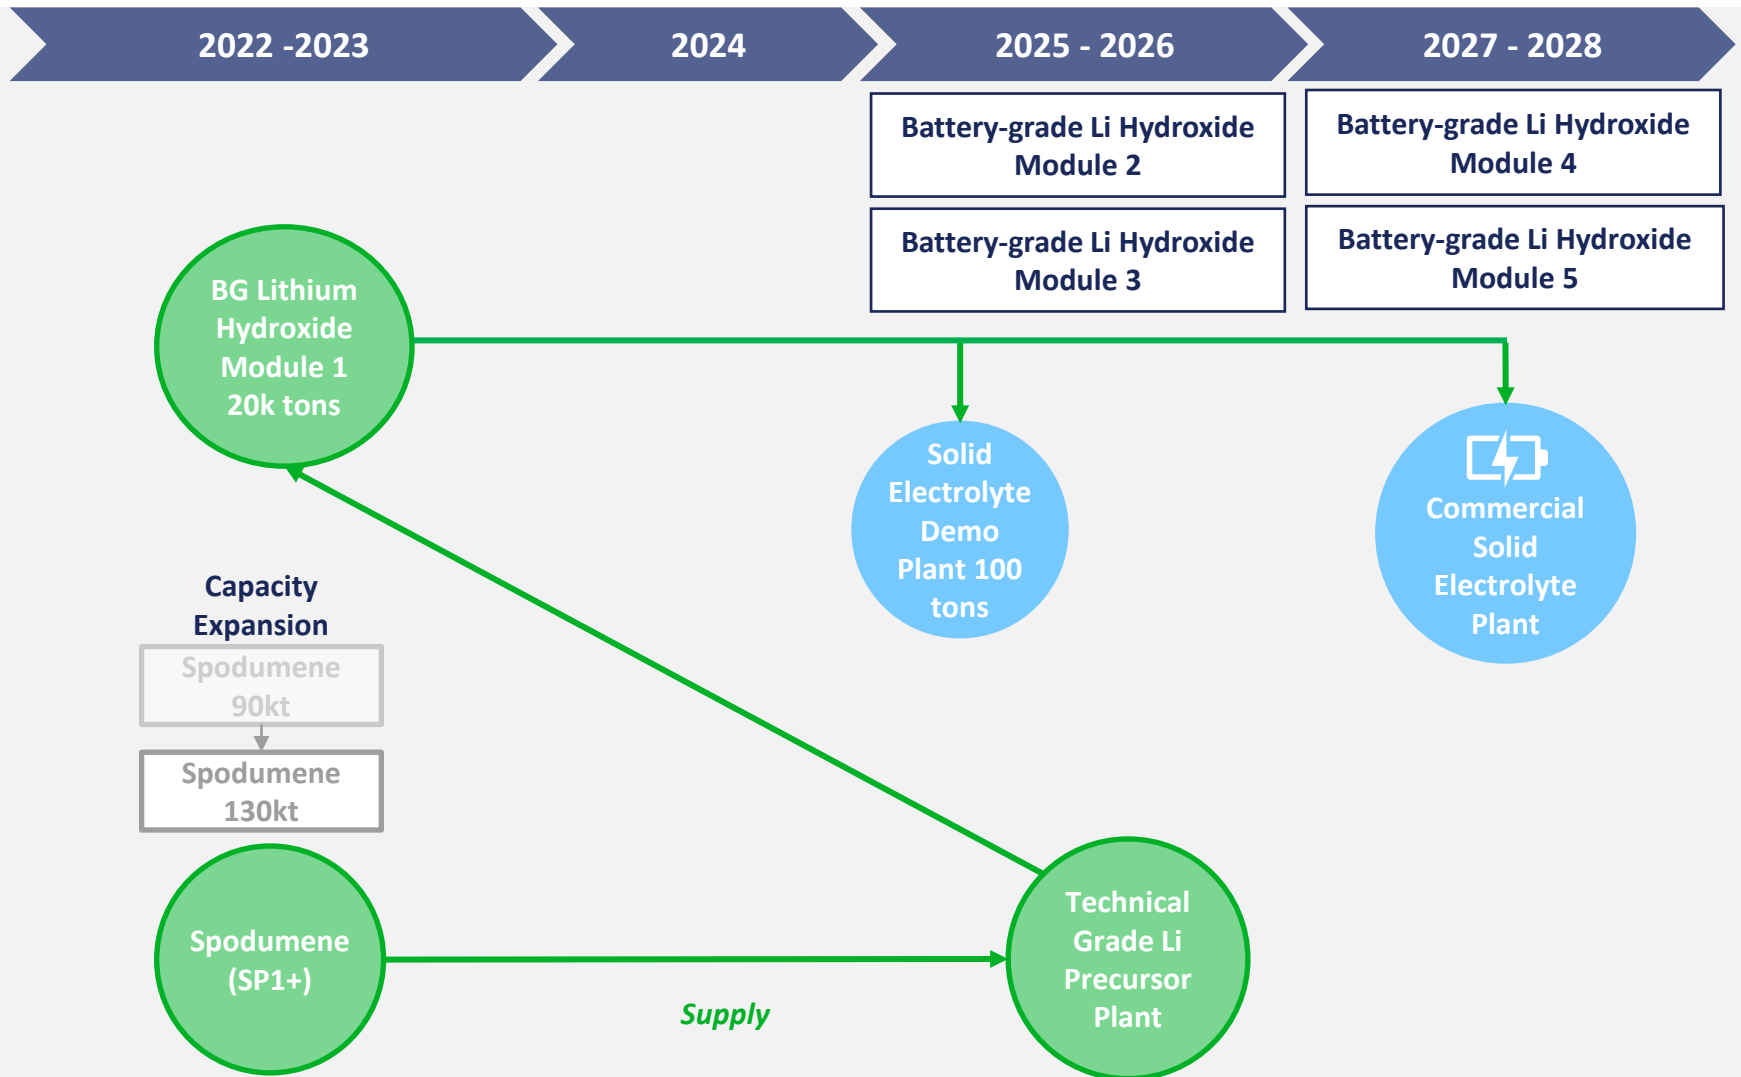 2022 -2023
2024
2025 - 2026
2027 - 2028
Battery-grade Li Hydroxide
Module 2
Battery-grade Li Hydroxide
Module 4
Battery-grade Li Hydroxide
Module 3
Battery-grade Li Hydroxide
Module 5
BG Lithium
Hydroxide
Module 1
20k tons
Solid
Electrolyte
Demo
Plant 100
tons
Commercial
Solid
Electrolyte
Plant
Capacity
Expansion
Spodumene
90kt
Spodumene
130kt
Spodumene
(SP1+)
Supply
Technical
Grade Li
Precursor
Plant